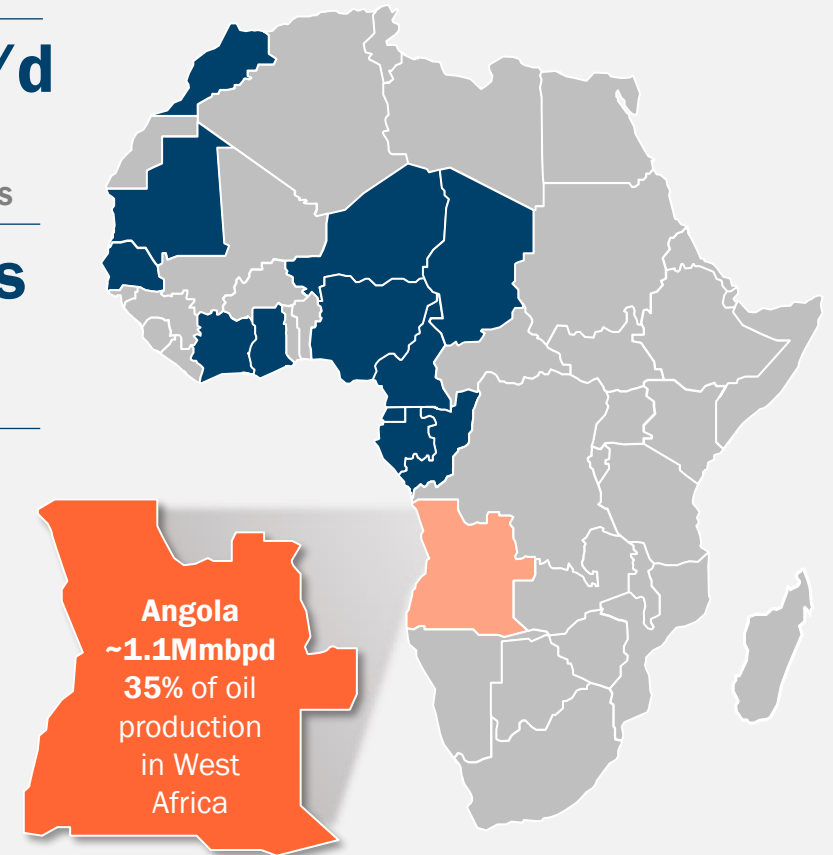 /d
s
s
Angola
~1.1Mmbpd
35% of oil
production
in West
Africa